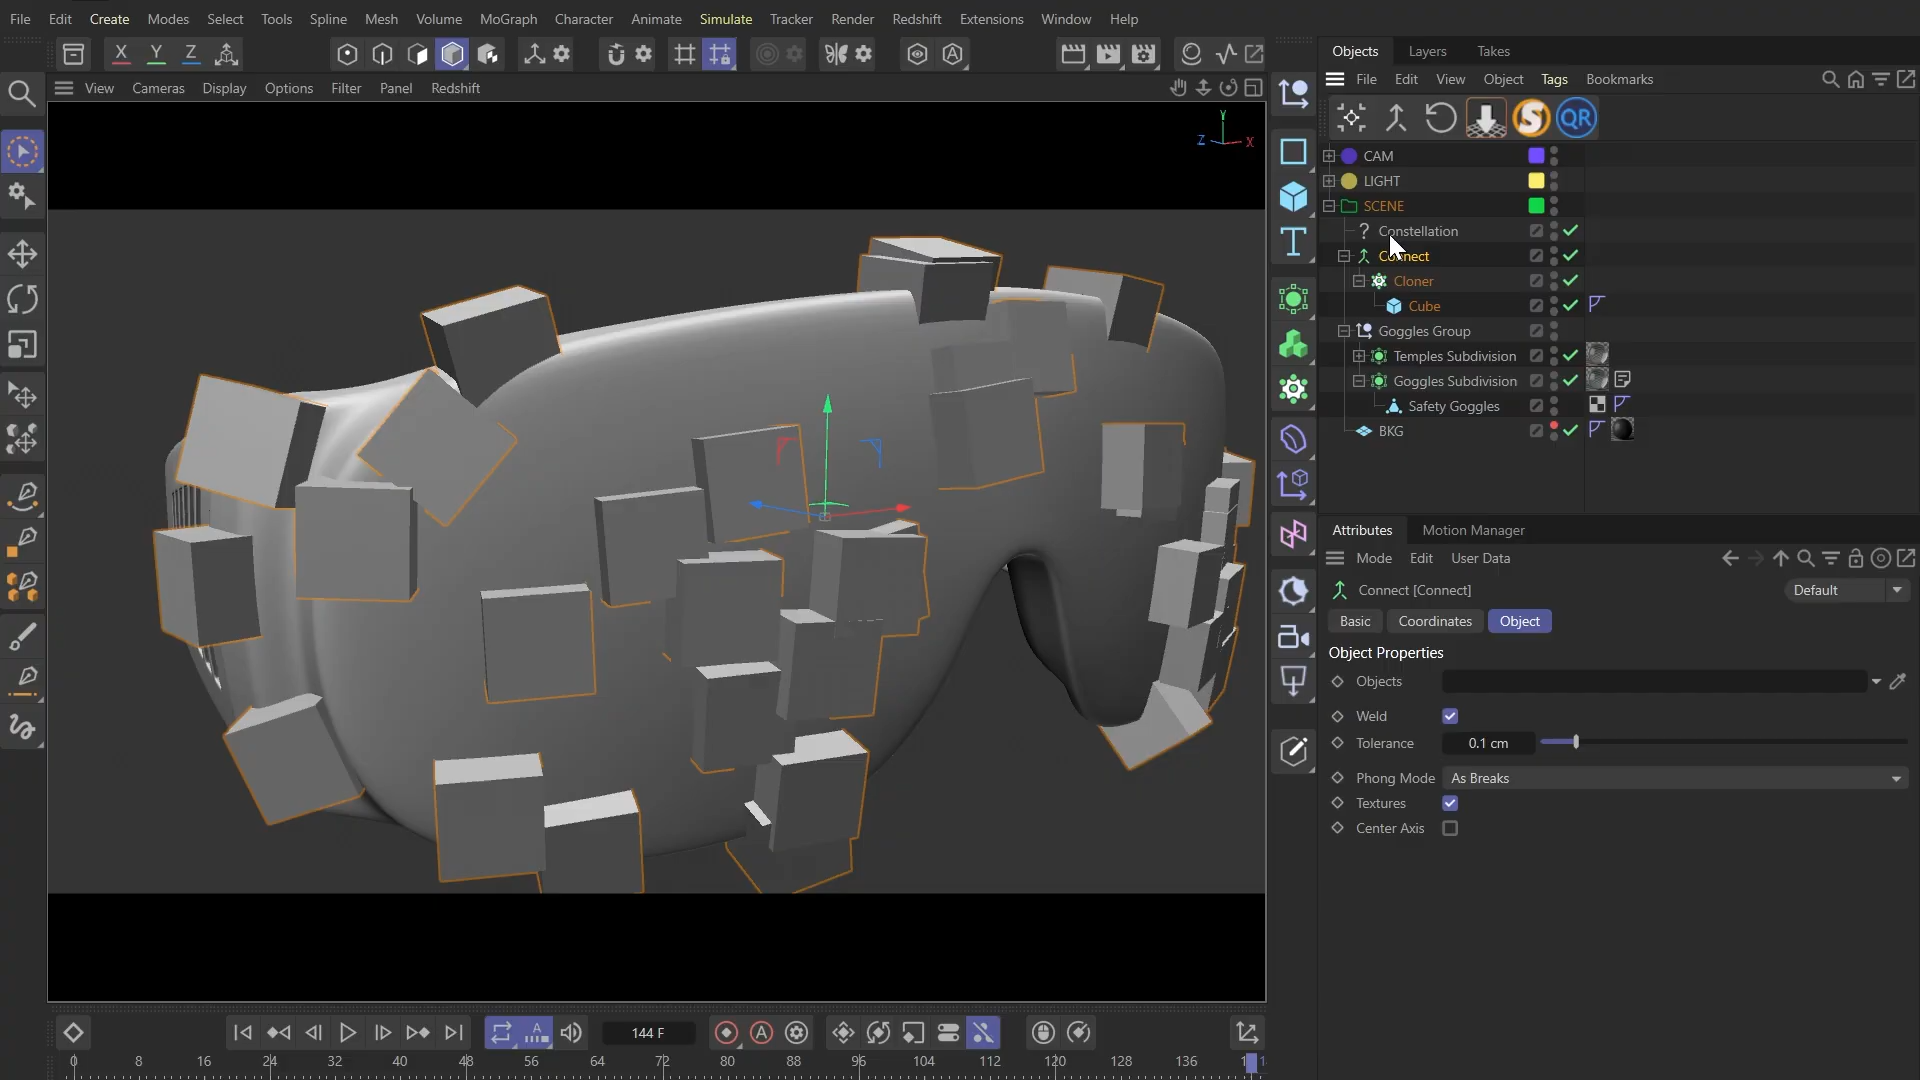 File Edit Create Modes Select Tools Spline Mesh Volume MoGraph Character Animate Simulate Tracker Render Redshift Extensions Window Help
X Y Z
Objects Layers Takes
File Edit View Object Tags Bookmarks
View Cameras Display Options Filter Panel Redshift
S QR
Y
Z X
CAM
LIGHT
SCENE
? Constellation
Connect
Cloner
Cube
Goggles Group
Temples Subdivision
Goggles Subdivision
Safety Goggles
BKG
T
Attributes Motion Manager
Mode Edit User Data
Connect [Connect] Default
Basic Coordinates Object
Object Properties
Objects
Weld
Tolerance 0.1 cm
Phong Mode As Breaks
Textures
Center Axis
144 F
0 8 16 24 32 40 48 56 64 72 80 88 96 104 112 120 128 136